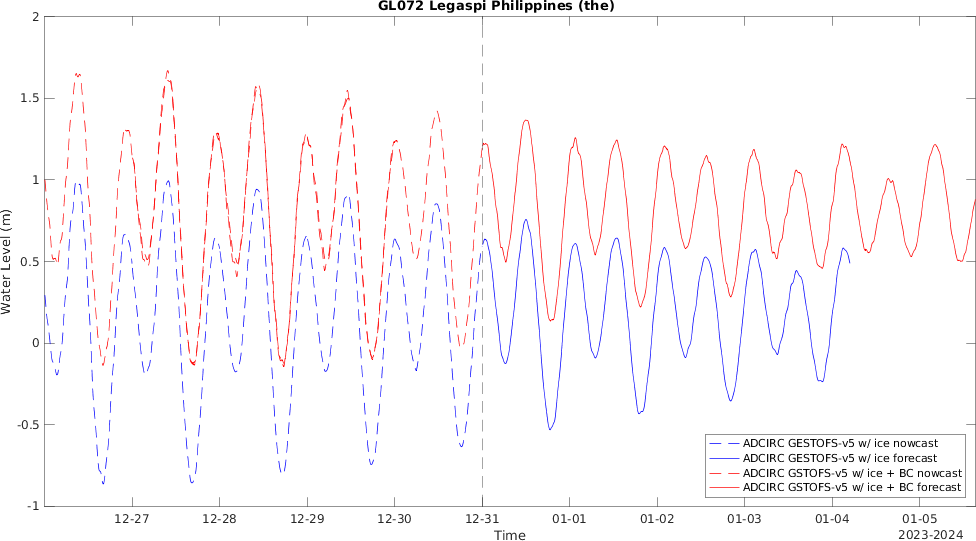 GL072 Legaspi Philippines (the)
2
1.5
1
0.5
0
-0.5
-1
Water Level (m)
12-27
12-28
12-29
12-30
12-31
01-01
01-02
01-03
01-04
01-05
Time
2023-2024
ADCIRC GESTOFS-v5 w/ ice nowcast
ADCIRC GESTOFS-v5 w/ ice forecast
ADCIRC GSTOFS-v5 w/ ice + BC nowcast
ADCIRC GSTOFS-v5 w/ ice + BC forecast